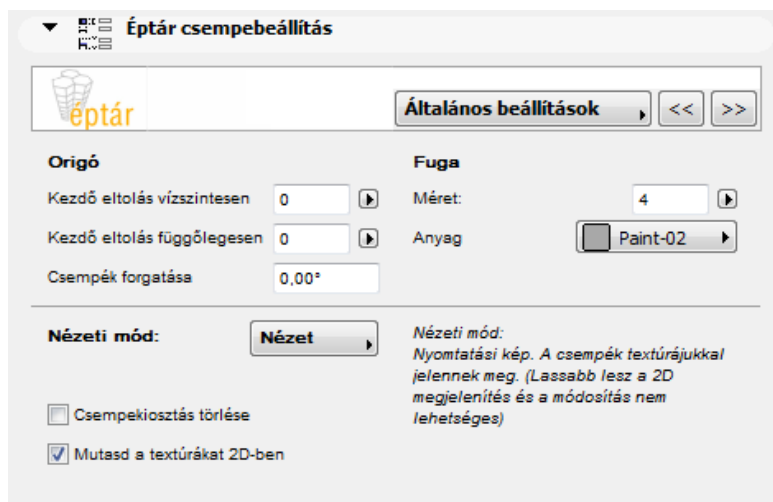 Éptár csempebeállítás
éptár
Általános beállítások
<<
>>
Origó
Fuga
Kezdő eltolás vízszintesen
0
Méret:
4
Kezdő eltolás függőlegesen
0
Anyag
Paint-02
Csempék forgatása
0,00°
Nézeti mód:
Nézet
Nézeti mód:
Nyomtatási kép. A csempék textúrájukkal
jelennek meg. (Lassabb lesz a 2D
megjelenítés és a módosítás nem
lehetséges)
Csempekiosztás törlése
Mutasd a textúrákat 2D-ben